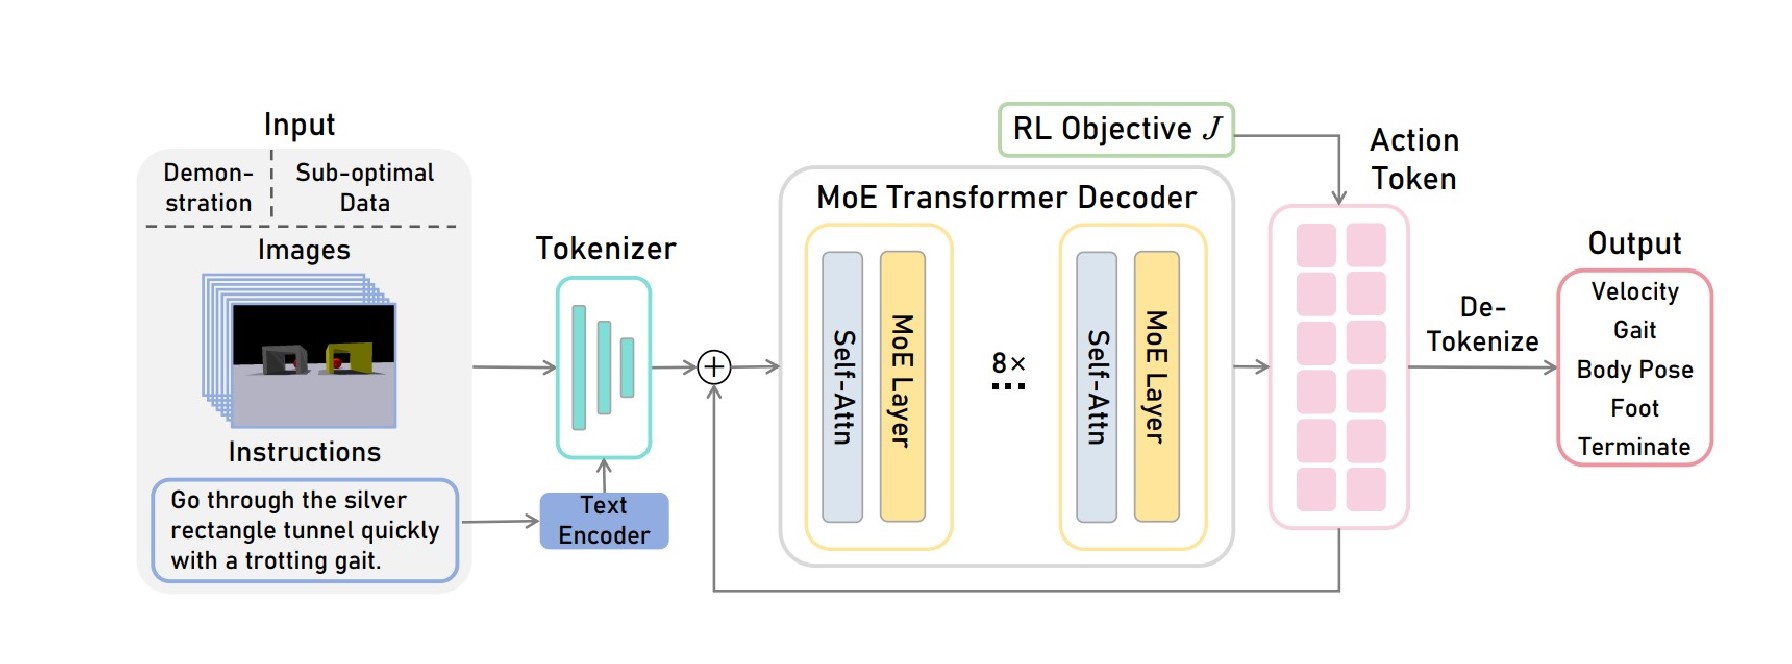 Input
Demon-
stration
Sub-optimal
Data
Images
Instructions
Go through the silver
rectangle tunnel quickly
with a trotting gait.
Text
Encoder
Tokenizer
RL Objective J
MoE Transformer Decoder
Self-Attn
MoE Layer
8×
...
Self-Attn
MoE Layer
Action
Token
De-
Tokenize
Output
Velocity
Gait
Body Pose
Foot
Terminate